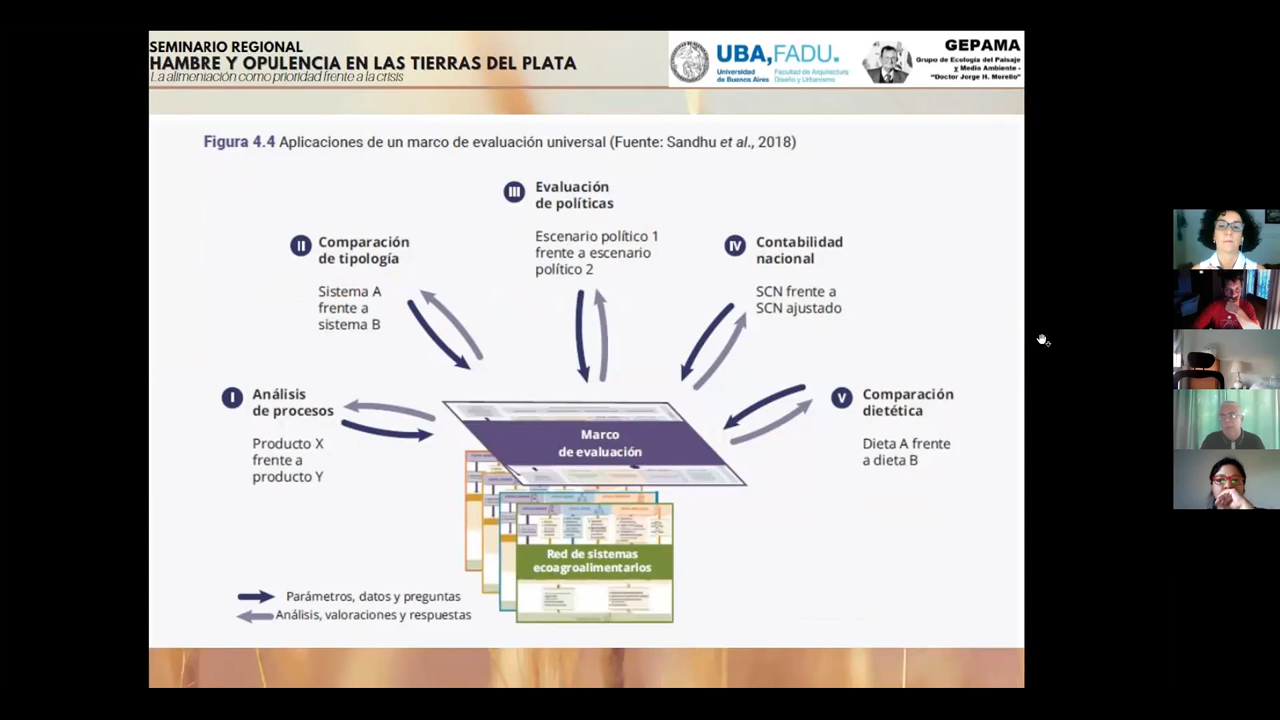 SEMINARIO REGIONAL
HAMBRE Y OPULENCIA EN LAS TIERRAS DEL PLATA
La alimentación como prioridad frente a la crisis
UBA, FADU.
Universidad de Buenos Aires
Facultad de Arquitectura Diseño y Urbanismo
GEPAMA
Grupo de Ecología del Paisaje
y Medio Ambiente -
"Doctor Jorge H. Morello"
Figura 4.4 Aplicaciones de un marco de evaluación universal (Fuente: Sandhu et al., 2018)
III Evaluación
de políticas
Escenario político 1
frente a escenario
político 2
II Comparación
de tipología
Sistema A
frente a
sistema B
IV Contabilidad
nacional
SCN frente a
SCN ajustado
I Análisis
de procesos
Producto X
frente a
producto Y
V Comparación
dietética
Dieta A frente
a dieta B
Marco
de evaluación
Red de sistemas
ecoagroalimentarios
Parámetros, datos y preguntas
Análisis, valoraciones y respuestas